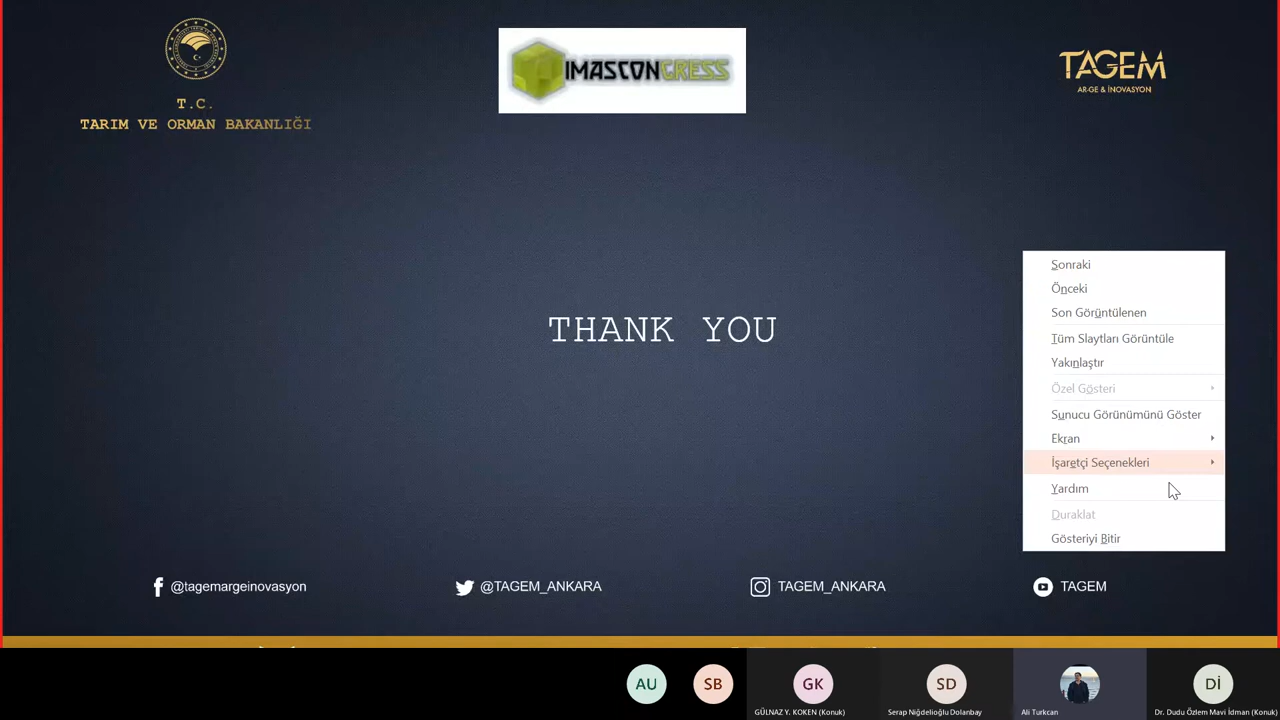 T.C.
TARIM VE ORMAN BAKANLIĞI
IMASCONGRESS
TAGEM
AR-GE & İNOVASYON
THANK YOU
Sonraki
Önceki
Son Görüntülenen
Tüm Slaytları Görüntüle
Yakınlaştır
Özel Gösteri
Sunucu Görünümünü Göster
Ekran
İşaretçi Seçenekleri
Yardım
Duraklat
Gösteriyi Bitir
@tagemargeinovasyon
@TAGEM_ANKARA
TAGEM_ANKARA
TAGEM
AU
SB
GK
SD
Dİ
GÜLNAZ Y. KOKEN (Konuk)
Serap Niğdelioğlu Dolanbay
Ali Turkcan
Dr. Dudu Özlem Mavi İdman (Konuk)